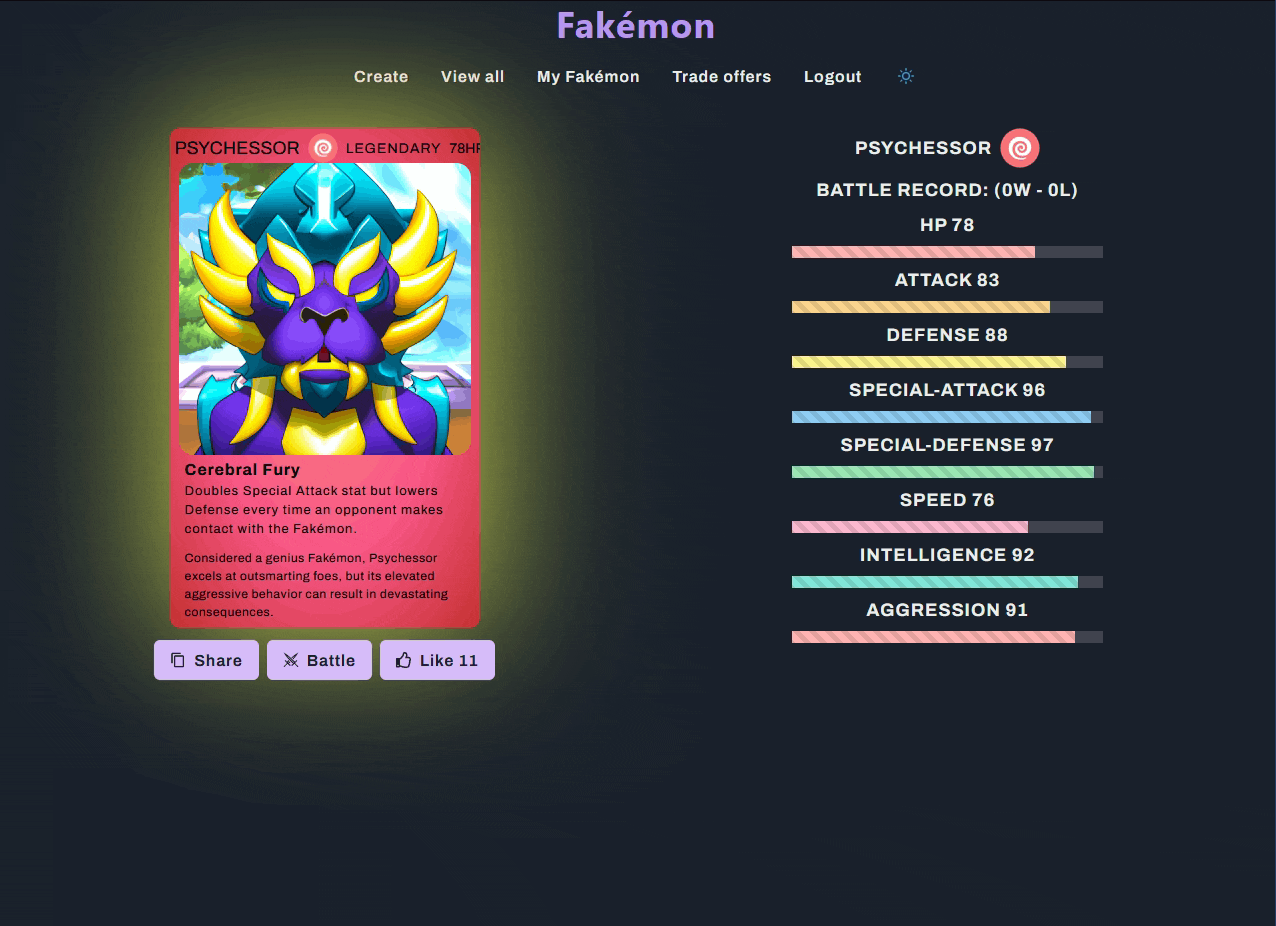 Fakémon
Create View all My Fakémon Trade offers Logout
PSYCHESSOR LEGENDARY 78HP
Cerebral Fury
Doubles Special Attack stat but lowers
Defense every time an opponent makes
contact with the Fakémon.
Considered a genius Fakémon, Psychessor
excels at outsmarting foes, but its elevated
aggressive behavior can result in devastating
consequences.
Share Battle Like 11
PSYCHESSOR
BATTLE RECORD: (0W - 0L)
HP 78
ATTACK 83
DEFENSE 88
SPECIAL-ATTACK 96
SPECIAL-DEFENSE 97
SPEED 76
INTELLIGENCE 92
AGGRESSION 91